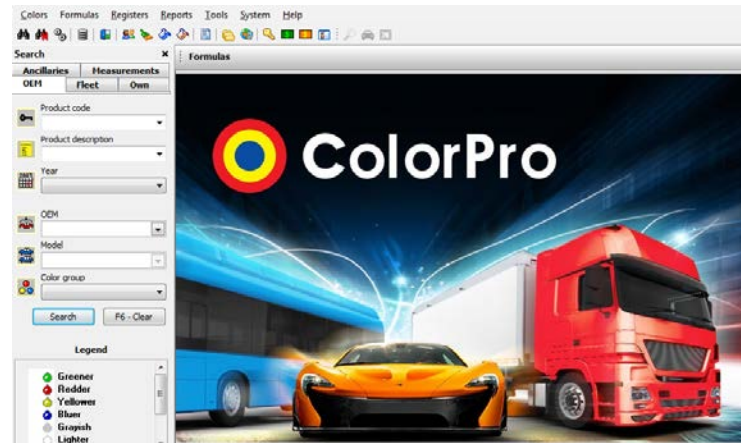 Colors Formulas Registers Reports Tools System Help
Search
Formulas
Ancillaries Measurements
OEM Fleet Own
Product code
Product description
Year
OEM
Model
Color group
Search F6 - Clear
Legend
Greener
Redder
Yellower
Bluer
Grayish
Lighter
ColorPro